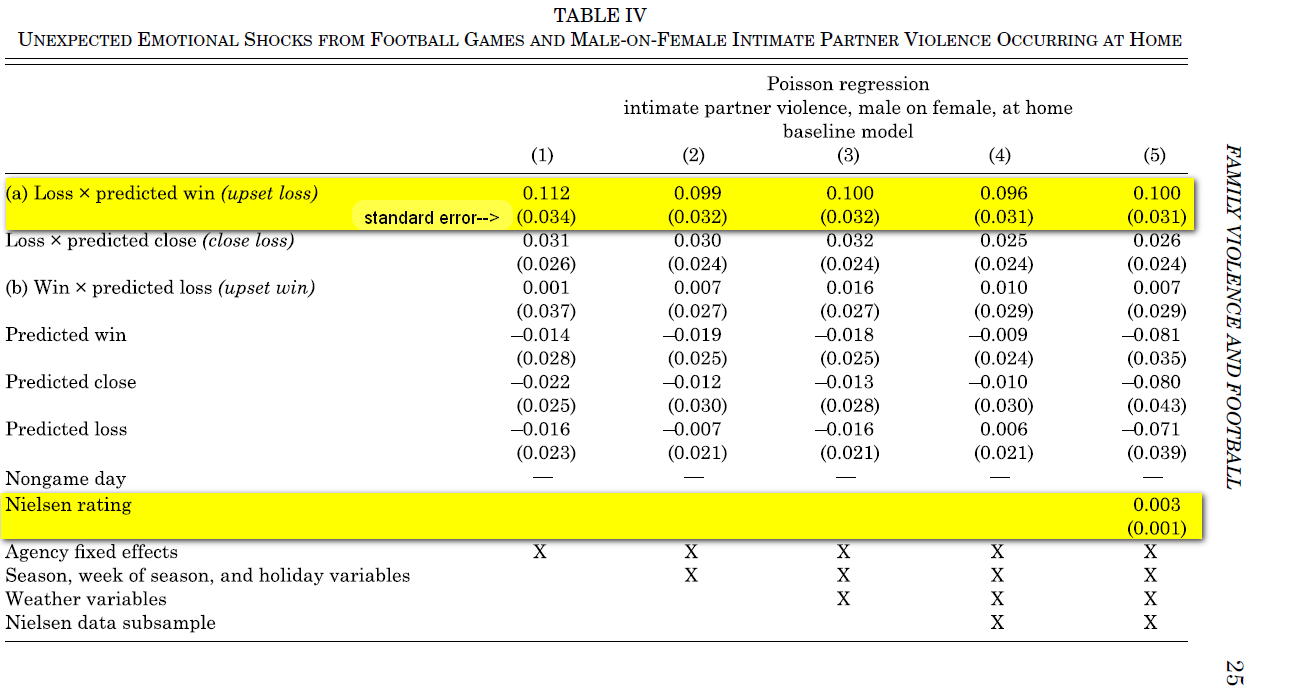 TABLE IV
UNEXPECTED EMOTIONAL SHOCKS FROM FOOTBALL GAMES AND MALE-ON-FEMALE INTIMATE PARTNER VIOLENCE OCCURRING AT HOME
Poisson regression
intimate partner violence, male on female, at home
baseline model
(1) (2) (3) (4) (5)
(a) Loss × predicted win (upset loss) 0.112 0.099 0.100 0.096 0.100
standard error--> (0.034) (0.032) (0.032) (0.031) (0.031)
Loss × predicted close (close loss) 0.031 0.030 0.032 0.025 0.026
(0.026) (0.024) (0.024) (0.024) (0.024)
(b) Win × predicted loss (upset win) 0.001 0.007 0.016 0.010 0.007
(0.037) (0.027) (0.027) (0.029) (0.029)
Predicted win –0.014 –0.019 –0.018 –0.009 –0.081
(0.028) (0.025) (0.025) (0.024) (0.035)
Predicted close –0.022 –0.012 –0.013 –0.010 –0.080
(0.025) (0.030) (0.028) (0.030) (0.043)
Predicted loss –0.016 –0.007 –0.016 0.006 –0.071
(0.023) (0.021) (0.021) (0.021) (0.039)
Nongame day — — — — —
Nielsen rating 0.003
(0.001)
Agency fixed effects X X X X X
Season, week of season, and holiday variables X X X X
Weather variables X X X
Nielsen data subsample X X
FAMILY VIOLENCE AND FOOTBALL
25